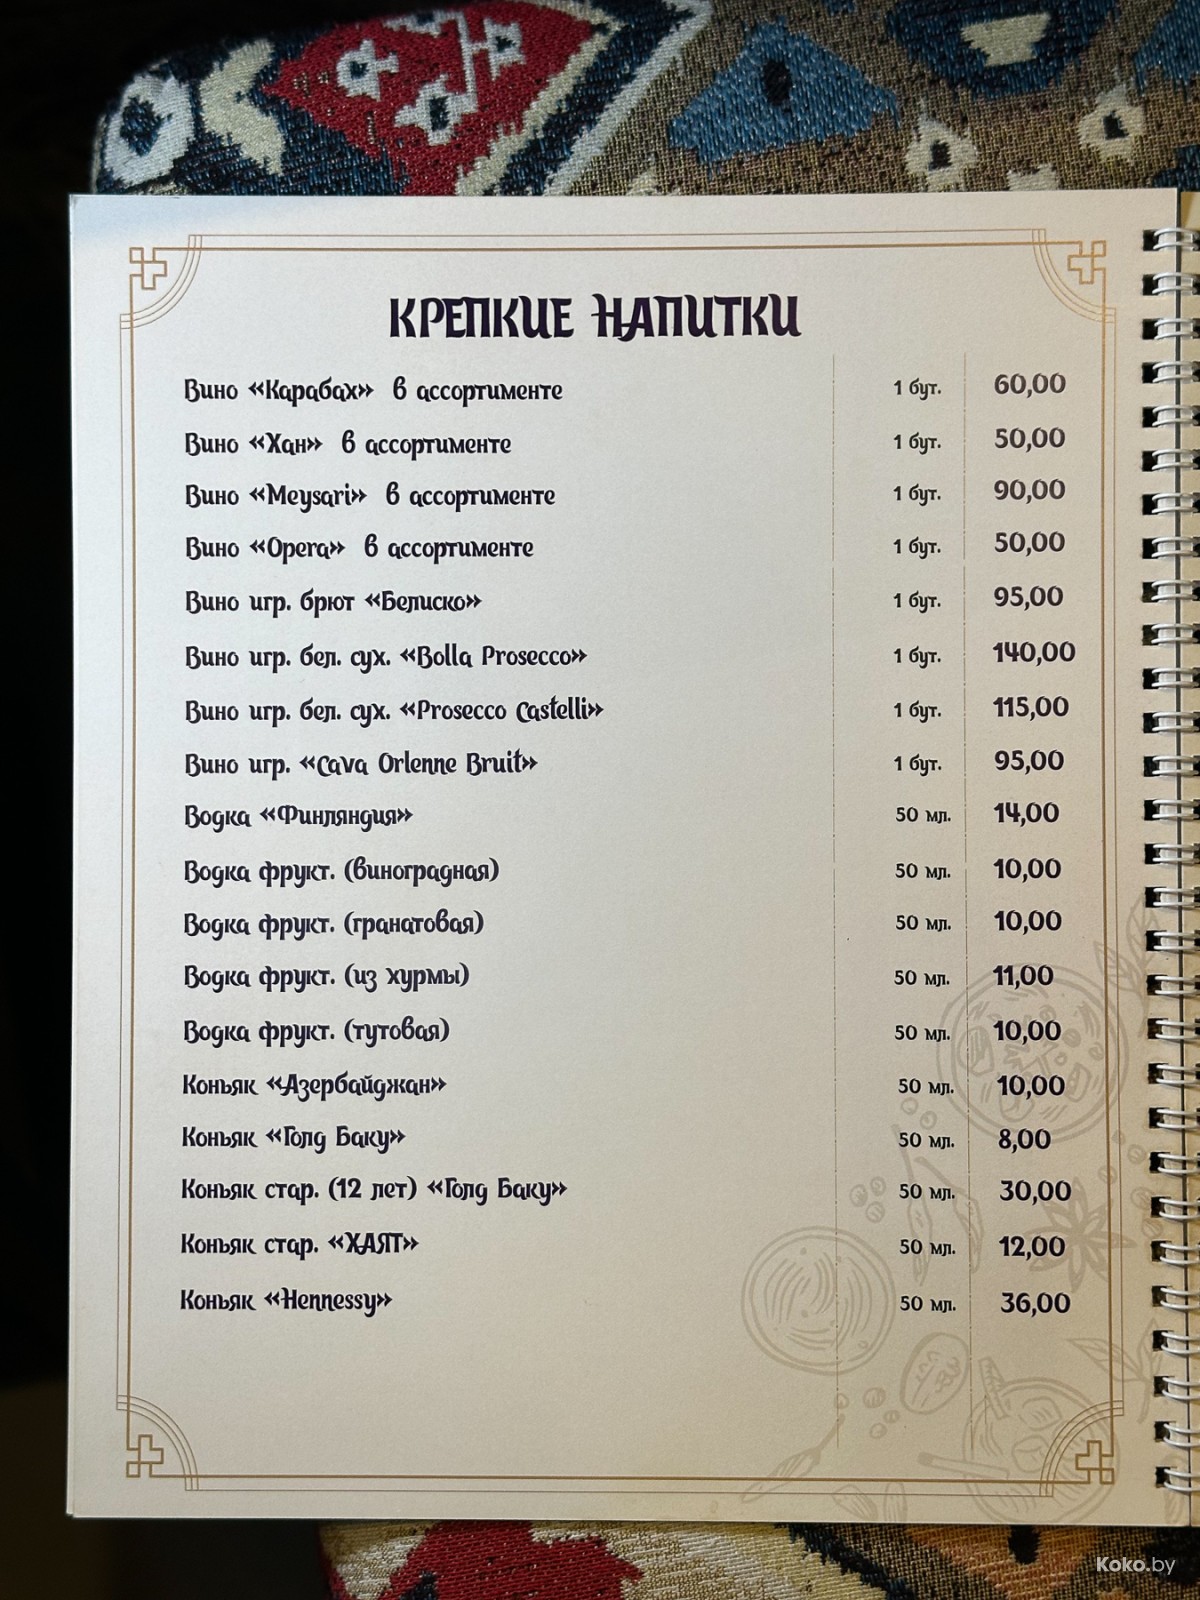 КРЕПКИЕ НАПИТКИ
Вино «Карабах» в ассортименте 1 бут. 60,00
Вино «Хан» в ассортименте 1 бут. 50,00
Вино «Meysari» в ассортименте 1 бут. 90,00
Вино «Opera» в ассортименте 1 бут. 50,00
Вино игр. брют «Белиско» 1 бут. 95,00
Вино игр. бел. сух. «Bolla Prosecco» 1 бут. 140,00
Вино игр. бел. сух. «Prosecco Castelli» 1 бут. 115,00
Вино игр. «Cava Orlenne Bruit» 1 бут. 95,00
Водка «Финляндия» 50 мл. 14,00
Водка фрукт. (виноградная) 50 мл. 10,00
Водка фрукт. (гранатовая) 50 мл. 10,00
Водка фрукт. (из хурмы) 50 мл. 11,00
Водка фрукт. (тутовая) 50 мл. 10,00
Коньяк «Азербайджан» 50 мл. 10,00
Коньяк «Голд Баку» 50 мл. 8,00
Коньяк стар. (12 лет) «Голд Баку» 50 мл. 30,00
Коньяк стар. «ХАЯТ» 50 мл. 12,00
Коньяк «Hennessy» 50 мл. 36,00
Koko.by